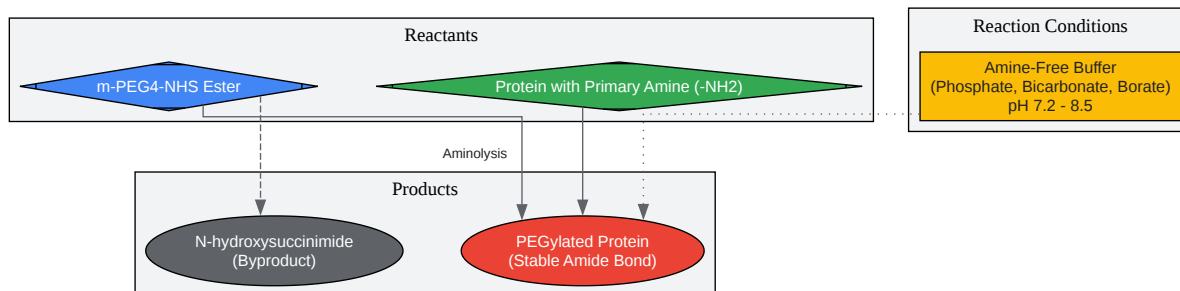 Reactants
m-PEG4-NHS Ester
Protein with Primary Amine (-NH2)
Reaction Conditions
Amine-Free Buffer
(Phosphate, Bicarbonate, Borate)
pH 7.2 - 8.5
Aminolysis
Products
N-hydroxysuccinimide
(Byproduct)
PEGylated Protein
(Stable Amide Bond)